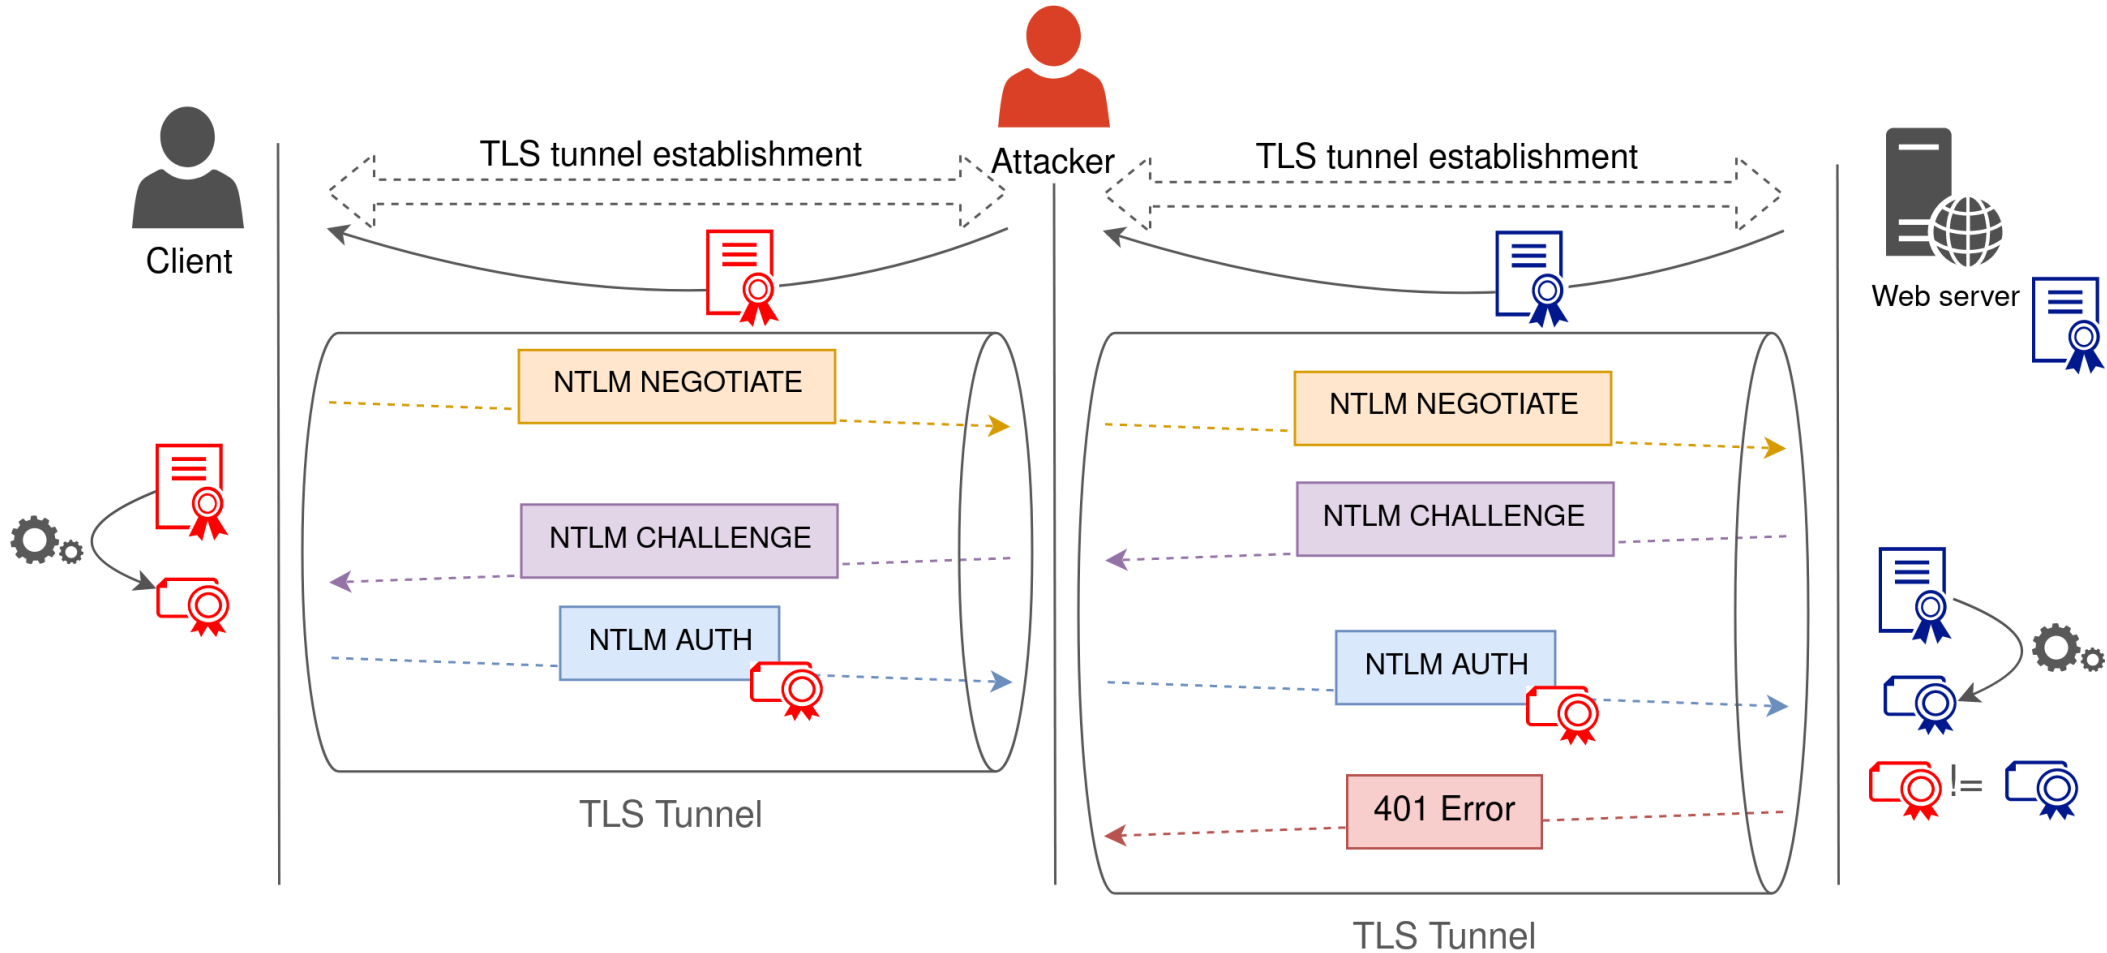 Attacker
TLS tunnel establishment
TLS tunnel establishment
Client
Web server
NTLM NEGOTIATE
NTLM NEGOTIATE
NTLM CHALLENGE
NTLM CHALLENGE
NTLM AUTH
NTLM AUTH
!=
401 Error
TLS Tunnel
TLS Tunnel